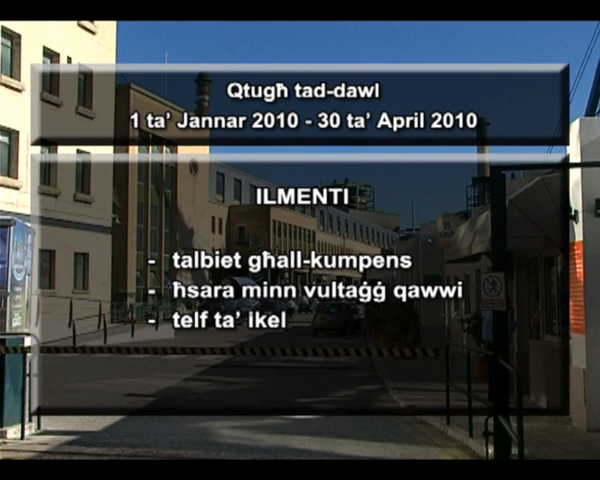 Qtugħ tad-dawl
1 ta' Jannar 2010 - 30 ta' April 2010
ILMENTI
- talbiet għall-kumpens
- ħsara minn vultaġġ qawwi
- telf ta' ikel